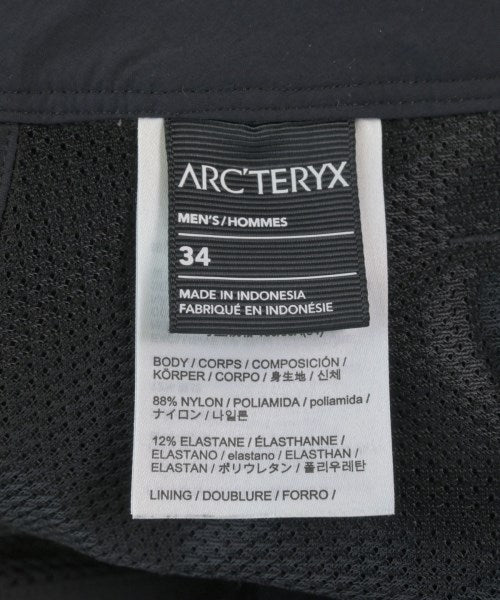 ARC'TERYX
MEN'S/HOMMES
34
MADE IN INDONESIA
FABRIQUÉ EN INDONÉSIE
BODY / CORPS / COMPOSICIÓN /
KÖRPER / CORPO / 身生地 / 신체
88% NYLON / POLIAMIDA / poliamida /
ナイロン / 나일론
12% ELASTANE / ÉLASTHANNE /
ELASTANO / elastano / ELASTHAN /
ELASTAN / ポリウレタン / 폴리우레탄
LINING / DOUBLURE / FORRO /